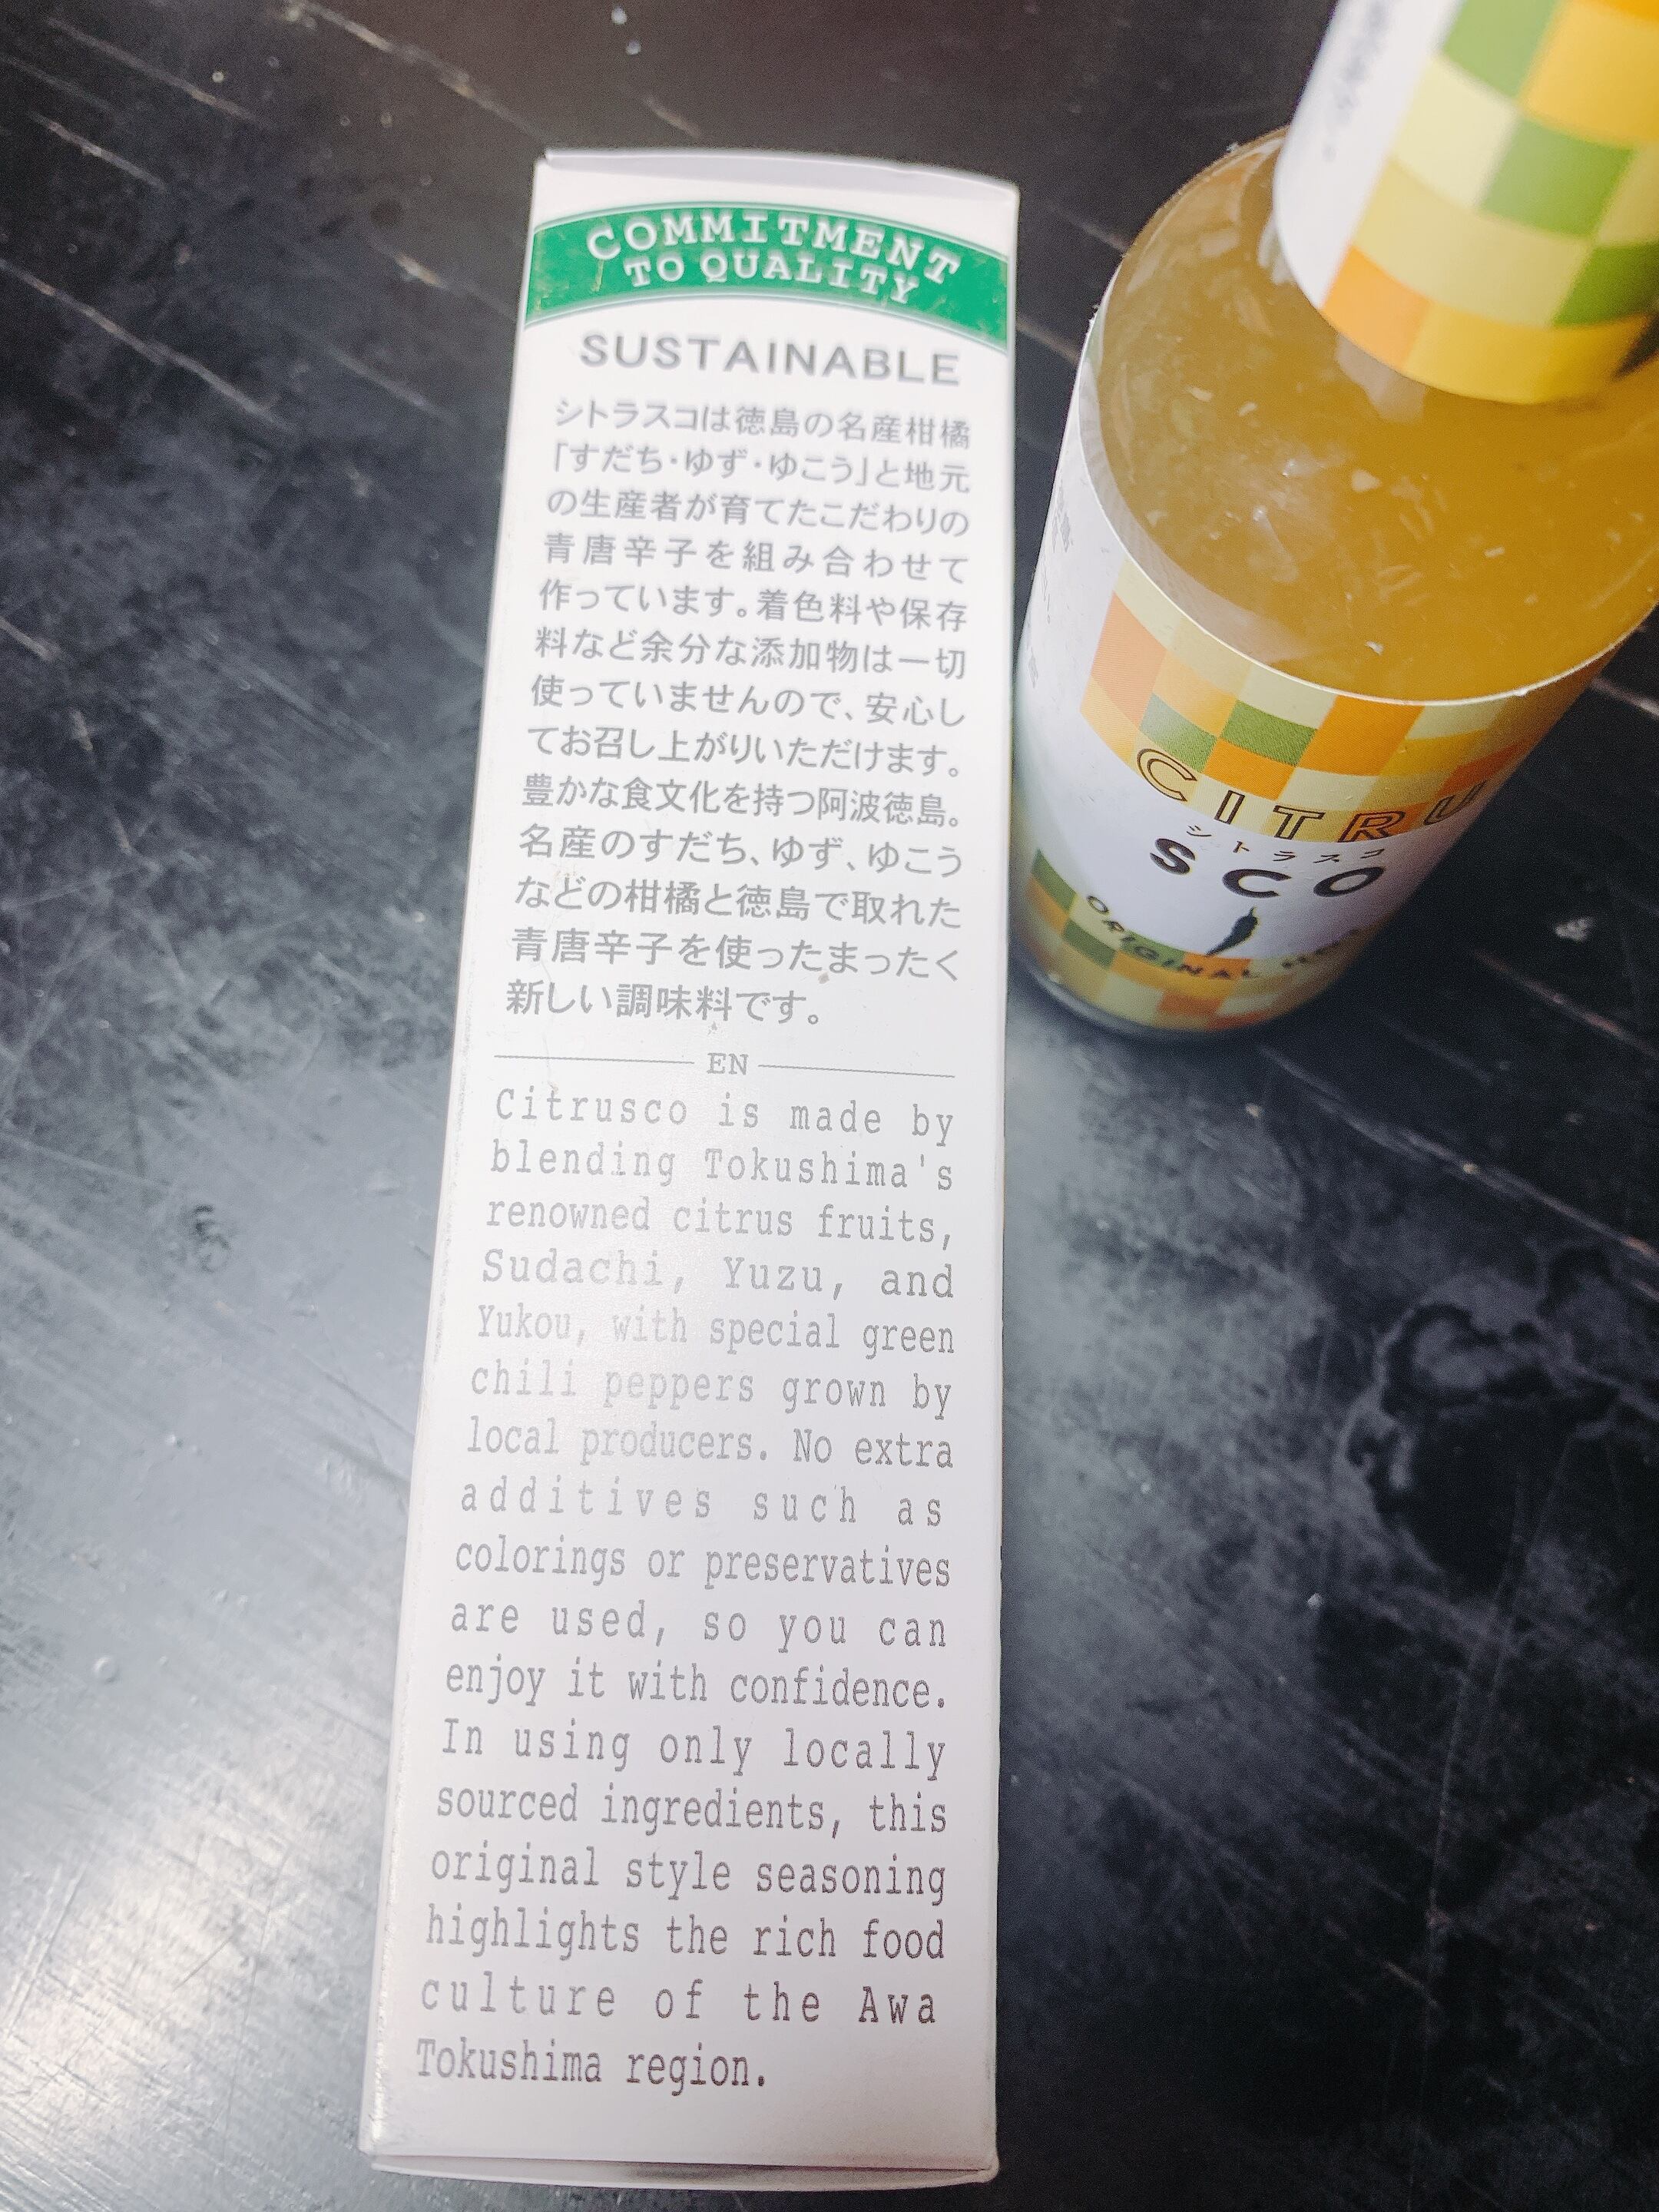 COMMITMENT
TO QUALITY
SUSTAINABLE
シトラスコは徳島の名産柑橘
「すだち・ゆず・ゆこう」と地元
の生産者が育てたこだわりの
青唐辛子を組み合わせて
作っています。着色料や保存
料など余分な添加物は一切
使っていませんので、安心し
てお召し上がりいただけます。
豊かな食文化を持つ阿波徳島。
名産のすだち、ゆず、ゆこう
などの柑橘と徳島で取れた
青唐辛子を使ったまったく
新しい調味料です。
EN
Citrusco is made by
blending Tokushima's
renowned citrus fruits,
Sudachi, Yuzu, and
Yukou, with special green
chili peppers grown by
local producers. No extra
additives such as
colorings or preservatives
are used, so you can
enjoy it with confidence.
In using only locally
sourced ingredients, this
original style seasoning
highlights the rich food
culture of the Awa
Tokushima region.
CITRU
シトラスコ
SCO
ORIGINAL